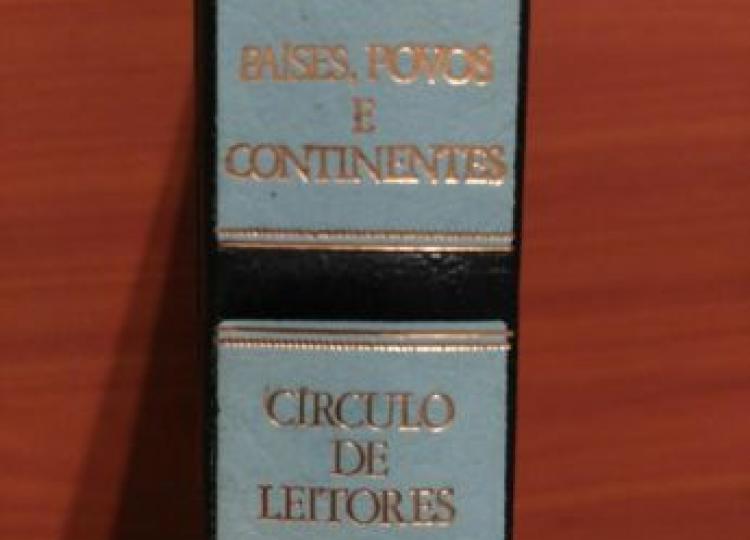 PAÍSES, POVOS
E
CONTINENTES
CÍRCULO
DE
LEITORES